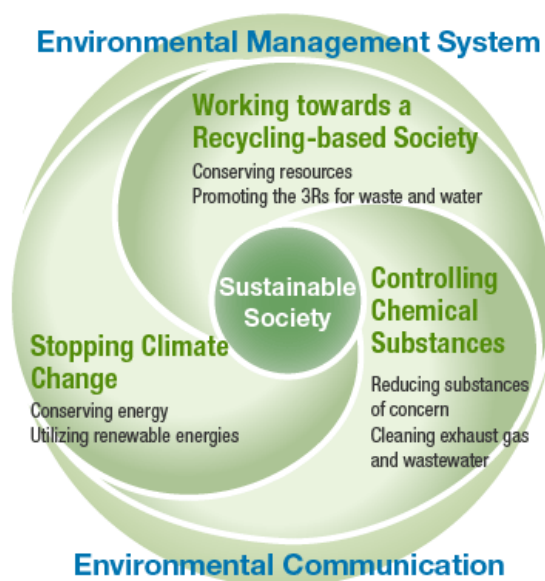 Environmental Management System
Working towards a
Recycling-based Society
Conserving resources
Promoting the 3Rs for waste and water
Sustainable
Society
Controlling
Chemical
Substances
Reducing substances
of concern
Cleaning exhaust gas
and wastewater
Stopping Climate
Change
Conserving energy
Utilizing renewable energies
Environmental Communication